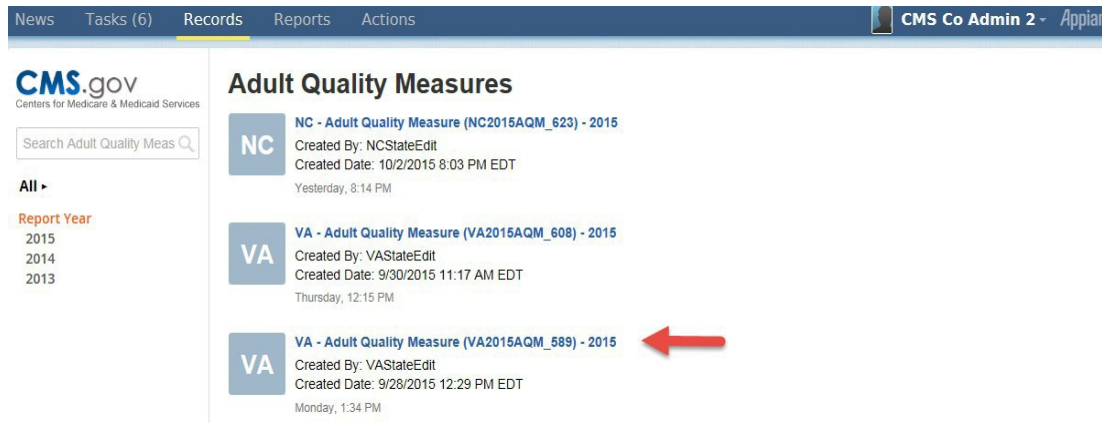 News Tasks (6) Records Reports Actions CMS Co Admin 2
CMS.gov
Centers for Medicare & Medicaid Services
Search Adult Quality Meas
All
Report Year
2015
2014
2013
Adult Quality Measures
NC
NC - Adult Quality Measure (NC2015AQM_623) - 2015
Created By: NCStateEdit
Created Date: 10/2/2015 8:03 PM EDT
Yesterday, 8:14 PM
VA
VA - Adult Quality Measure (VA2015AQM_608) - 2015
Created By: VAStateEdit
Created Date: 9/30/2015 11:17 AM EDT
Thursday, 12:15 PM
VA
VA - Adult Quality Measure (VA2015AQM_589) - 2015
Created By: VAStateEdit
Created Date: 9/28/2015 12:29 PM EDT
Monday, 1:34 PM